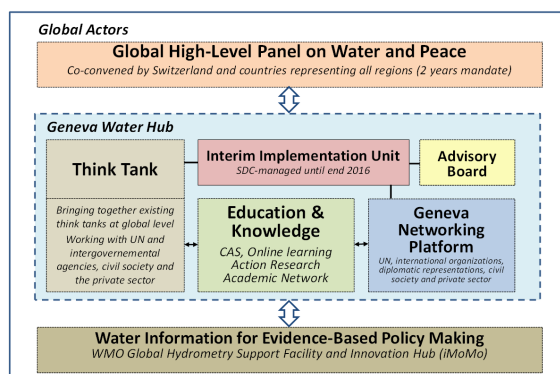 Global Actors
Global High-Level Panel on Water and Peace
Co-convened by Switzerland and countries representing all regions (2 years mandate)
Geneva Water Hub
Think Tank
Bringing together existing
think tanks at global level
Working with UN and
intergovernemental
agencies, civil society and
the private sector
Interim Implementation Unit
SDC-managed until end 2016
Advisory
Board
Education &
Knowledge
CAS, Online learning
Action Research
Academic Network
Geneva
Networking
Platform
UN, international organizations,
diplomatic representations, civil
society and private sector
Water Information for Evidence-Based Policy Making
WMO Global Hydrometry Support Facility and Innovation Hub (iMoMo)